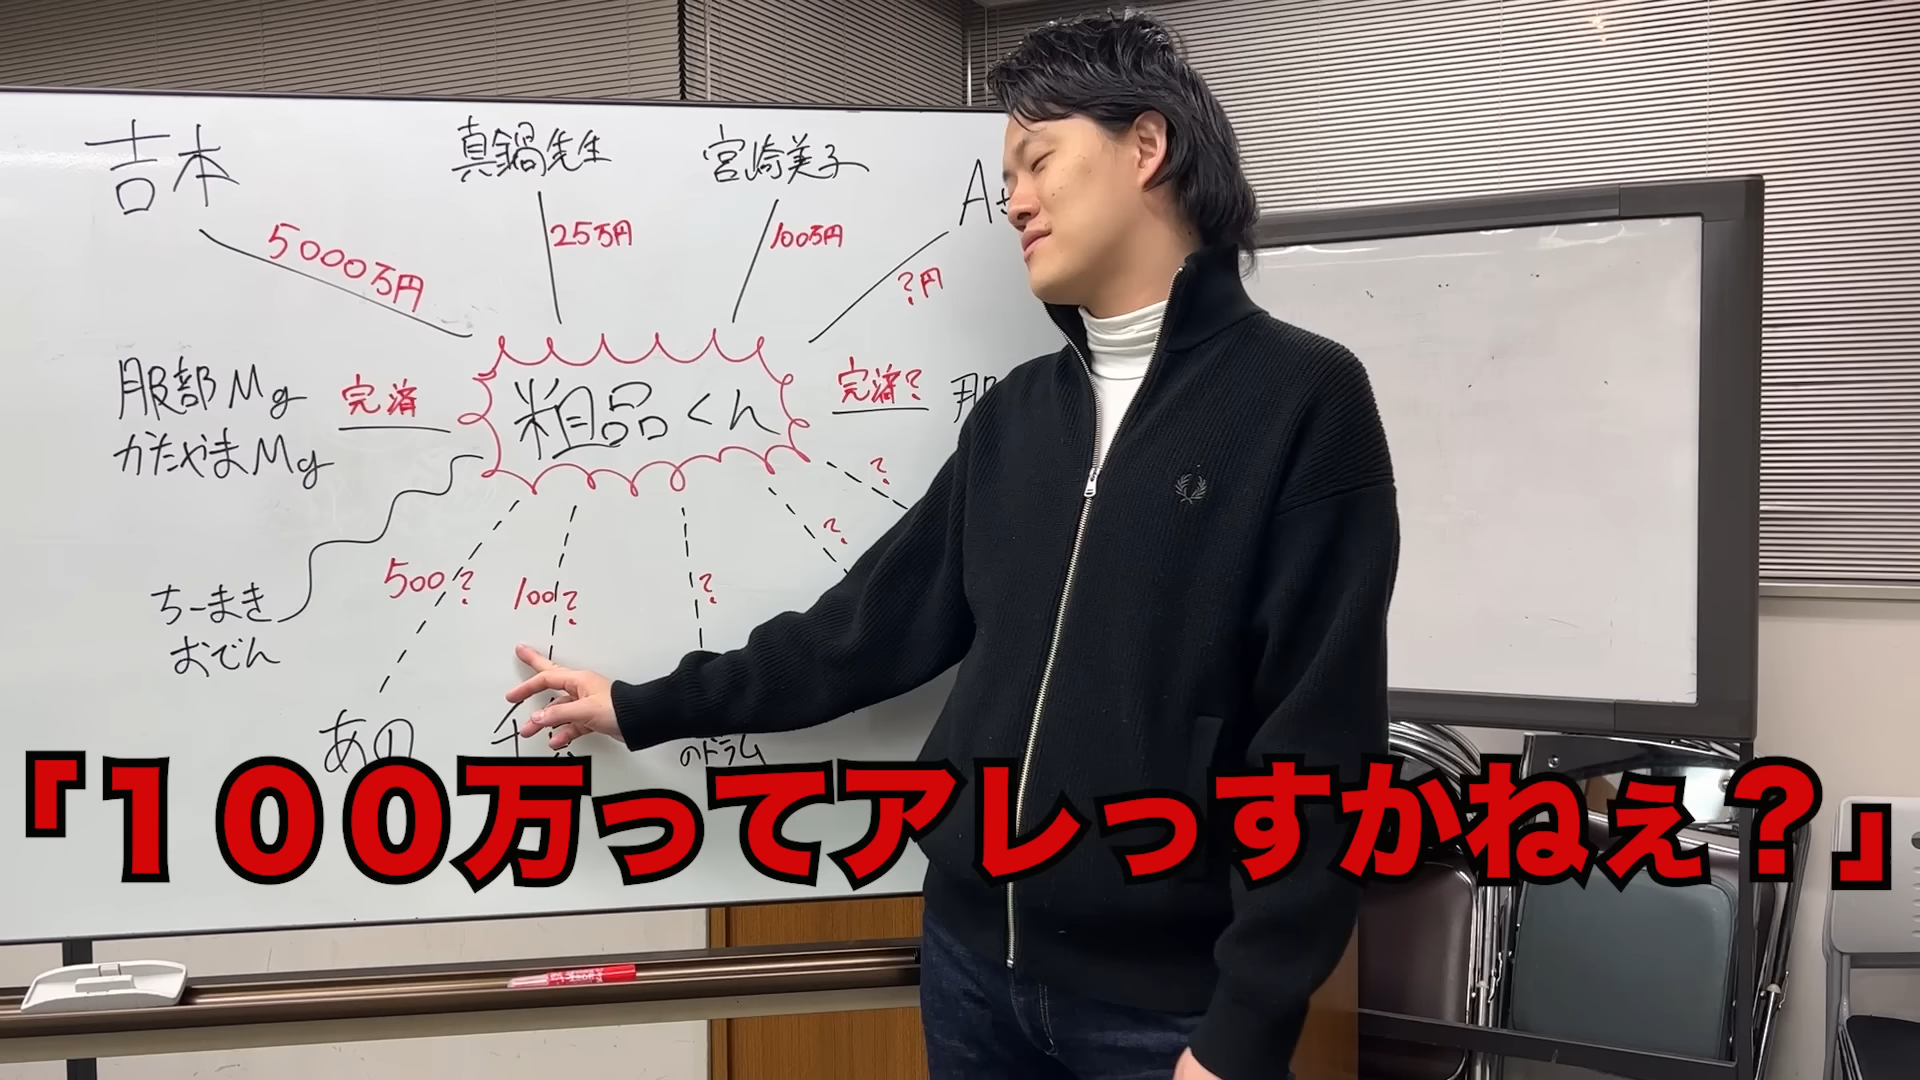 吉本
真鍋先生
宮崎美子
5000万円
25万円
100万円
?円
服部Mg
かたやまMg
完済
粗品くん
完済?
ちーまき
おでん
500?
100?
?
?
?
あの
のドラム
「100万ってアレっすかねぇ?」